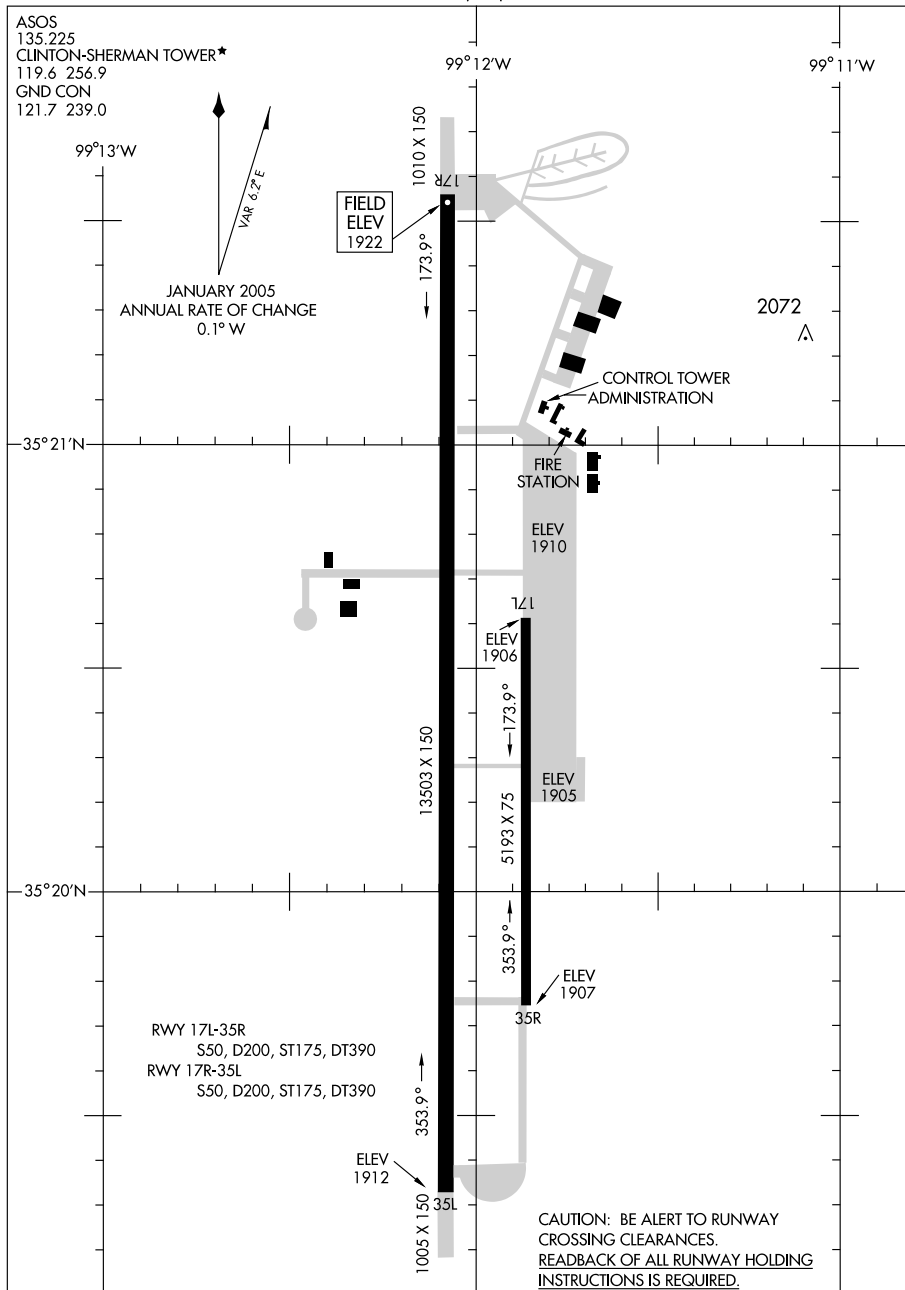 ASOS
135.225
CLINTON-SHERMAN TOWER★
119.6 256.9
GND CON
121.7 239.0
99°13'W
99°12'W
99°11'W
VAR 6.2° E
JANUARY 2005
ANNUAL RATE OF CHANGE
0.1° W
1010 X 150
17R
FIELD
ELEV
1922
173.9°
2072
CONTROL TOWER
ADMINISTRATION
35°21'N
FIRE
STATION
ELEV
1910
17L
ELEV
1906
173.9°
13503 X 150
ELEV
1905
5193 X 75
35°20'N
353.9°
ELEV
1907
35R
RWY 17L-35R
S50, D200, ST175, DT390
RWY 17R-35L
S50, D200, ST175, DT390
353.9°
ELEV
1912
35L
1005 X 150
CAUTION: BE ALERT TO RUNWAY
CROSSING CLEARANCES.
READBACK OF ALL RUNWAY HOLDING
INSTRUCTIONS IS REQUIRED.